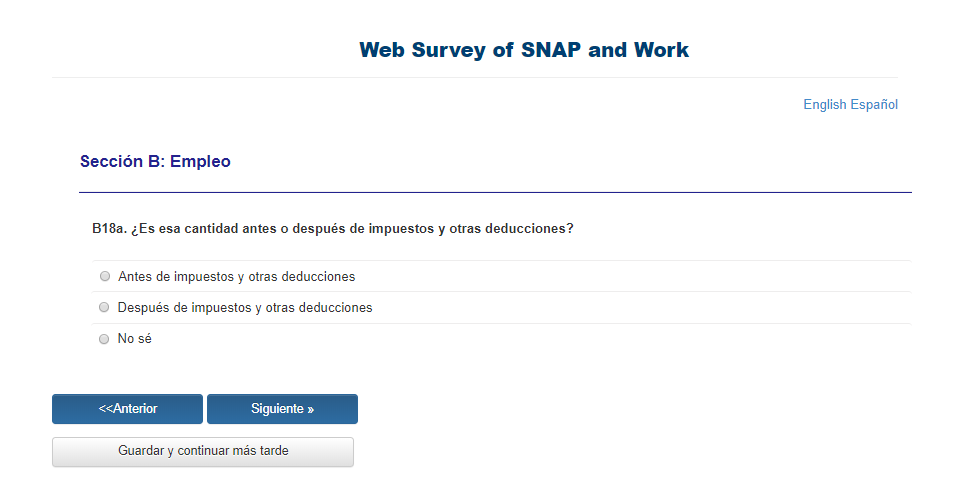 Web Survey of SNAP and Work
English Español
Sección B: Empleo
B18a. ¿Es esa cantidad antes o después de impuestos y otras deducciones?
Antes de impuestos y otras deducciones
Después de impuestos y otras deducciones
No sé
<<Anterior
Siguiente »
Guardar y continuar más tarde